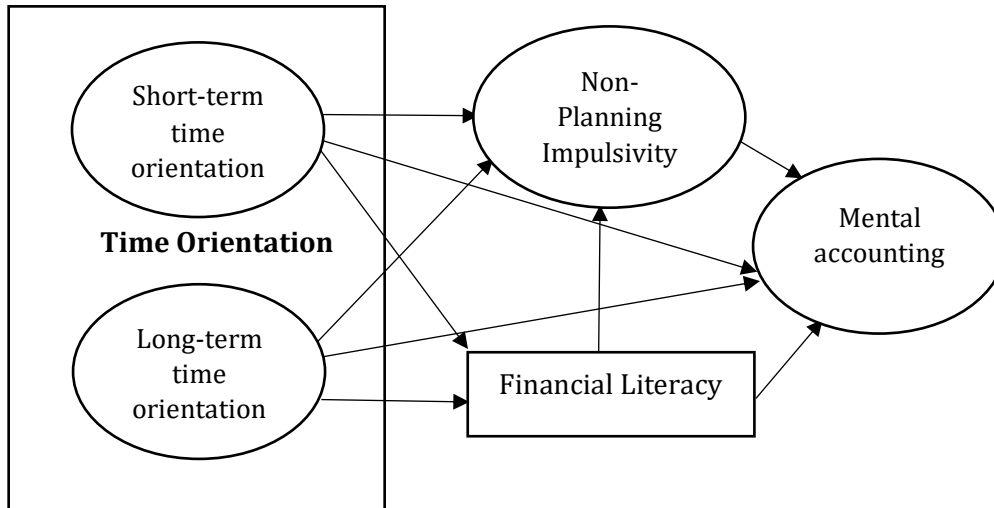 Short-term
time
orientation
Time Orientation
Long-term
time
orientation
Non-
Planning
Impulsivity
Financial Literacy
Mental
accounting